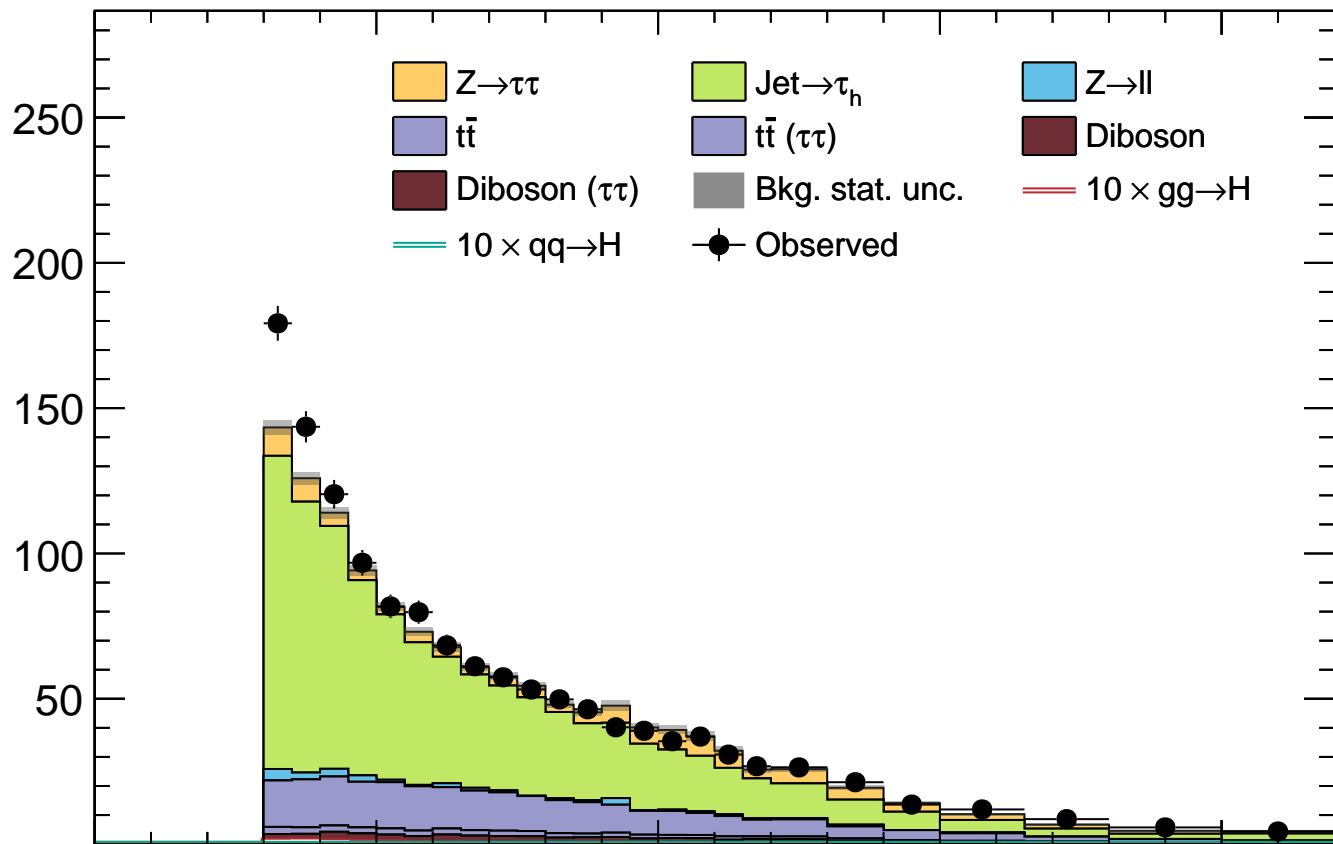 Z→ττ Jet→τh Z→ll
tt̄ tt̄ (ττ) Diboson
Diboson (ττ) Bkg. stat. unc. 10 × gg→H
10 × qq→H Observed
250
200
150
100
50